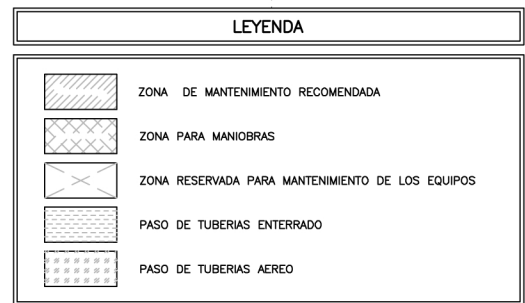 LEYENDA
ZONA DE MANTENIMIENTO RECOMENDADA
ZONA PARA MANIOBRAS
ZONA RESERVADA PARA MANTENIMIENTO DE LOS EQUIPOS
PASO DE TUBERIAS ENTERRADO
PASO DE TUBERIAS AEREO